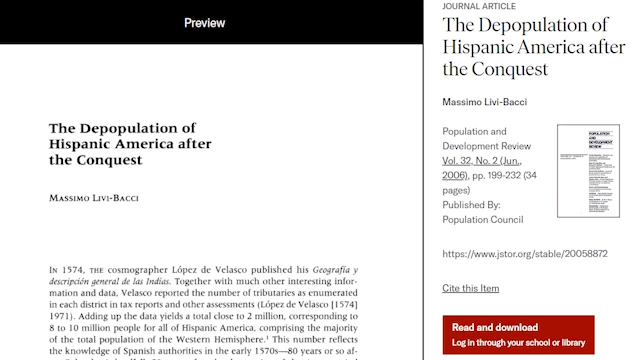 Preview
The Depopulation of
Hispanic America after
the Conquest
MASSIMO LIVI-BACCI
IN 1574, THE cosmographer López de Velasco published his Geografía y
descripción general de las Indias. Together with much other interesting infor-
mation and data, Velasco reported the number of tributaries as enumerated
in each district in tax reports and other assessments (López de Velasco [1574]
1971). Adding up the data yields a total close to 2 million, corresponding to
8 to 10 million people for all of Hispanic America, comprising the majority
of the total population of the Western Hemisphere.1 This number reflects
the knowledge of Spanish authorities in the early 1570s—80 years or so af-
JOURNAL ARTICLE
The Depopulation of
Hispanic America after
the Conquest
Massimo Livi-Bacci
Population and
Development Review
Vol. 32, No. 2 (Jun.,
2006), pp. 199-232 (34
pages)
Published By:
Population Council
POPULATION
AND
DEVELOPMENT
REVIEW
https://www.jstor.org/stable/20058872
Cite this Item
Read and download
Log in through your school or library